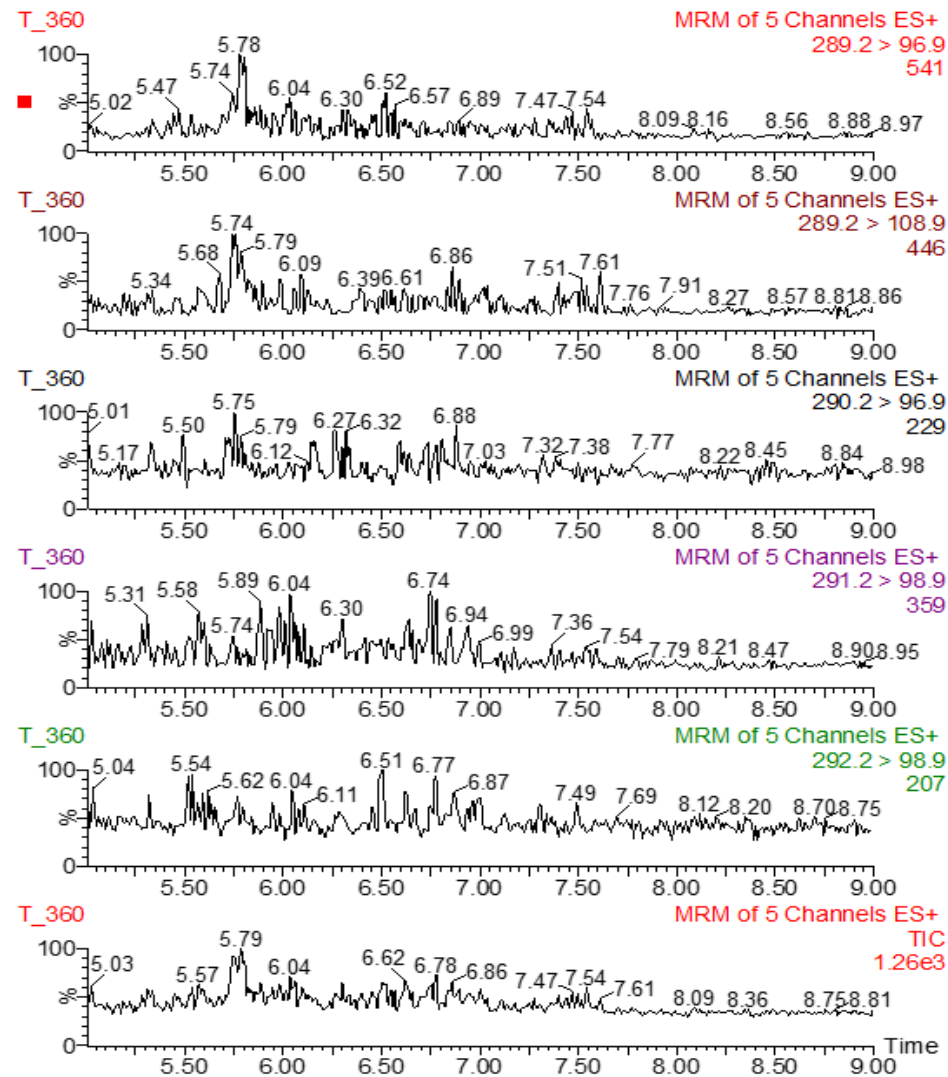 T_360 MRM of 5 Channels ES+
289.2 > 96.9
541
100
%
0
5.02 5.47 5.74 5.78 6.04 6.30 6.52 6.57 6.89 7.47 7.54 8.09 8.16 8.56 8.88 8.97
5.50 6.00 6.50 7.00 7.50 8.00 8.50 9.00
T_360 MRM of 5 Channels ES+
289.2 > 108.9
446
100
%
0
5.34 5.68 5.74 5.79 6.09 6.39 6.61 6.86 7.51 7.61 7.76 7.91 8.27 8.57 8.81 8.86
5.50 6.00 6.50 7.00 7.50 8.00 8.50 9.00
T_360 MRM of 5 Channels ES+
290.2 > 96.9
229
100
%
0
5.01 5.17 5.50 5.75 5.79 6.12 6.27 6.32 6.88 7.03 7.32 7.38 7.77 8.22 8.45 8.84 8.98
5.50 6.00 6.50 7.00 7.50 8.00 8.50 9.00
T_360 MRM of 5 Channels ES+
291.2 > 98.9
359
100
%
0
5.31 5.58 5.74 5.89 6.04 6.30 6.74 6.94 6.99 7.36 7.54 7.79 8.21 8.47 8.90 8.95
5.50 6.00 6.50 7.00 7.50 8.00 8.50 9.00
T_360 MRM of 5 Channels ES+
292.2 > 98.9
207
100
%
0
5.04 5.54 5.62 6.04 6.11 6.51 6.77 6.87 7.49 7.69 8.12 8.20 8.70 8.75
5.50 6.00 6.50 7.00 7.50 8.00 8.50 9.00
T_360 MRM of 5 Channels ES+
TIC
1.26e3
100
%
0
5.03 5.57 5.79 6.04 6.62 6.78 6.86 7.47 7.54 7.61 8.09 8.36 8.75 8.81
Time
5.50 6.00 6.50 7.00 7.50 8.00 8.50 9.00